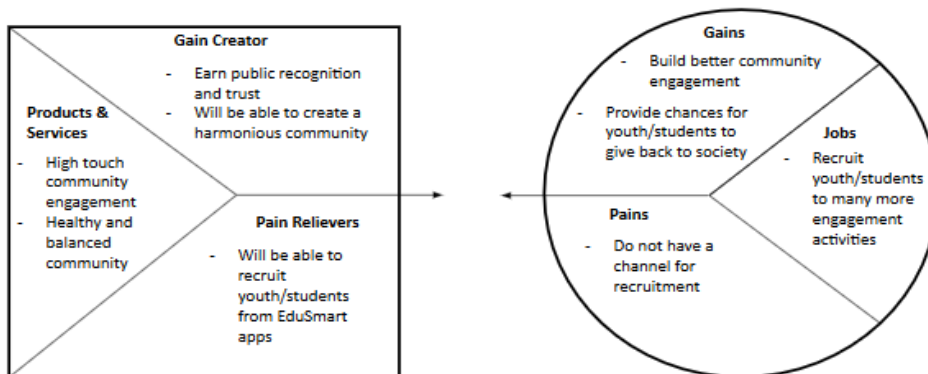 Gain Creator
- Earn public recognition
and trust
- Will be able to create a
harmonious community
Products &
Services
- High touch
community
engagement
- Healthy and
balanced
community
Pain Relievers
- Will be able to
recruit
youth/students
from EduSmart
apps
Gains
- Build better community
engagement
- Provide chances for
youth/students to
give back to society
Jobs
- Recruit
youth/students
to many more
engagement
activities
Pains
- Do not have a
channel for
recruitment